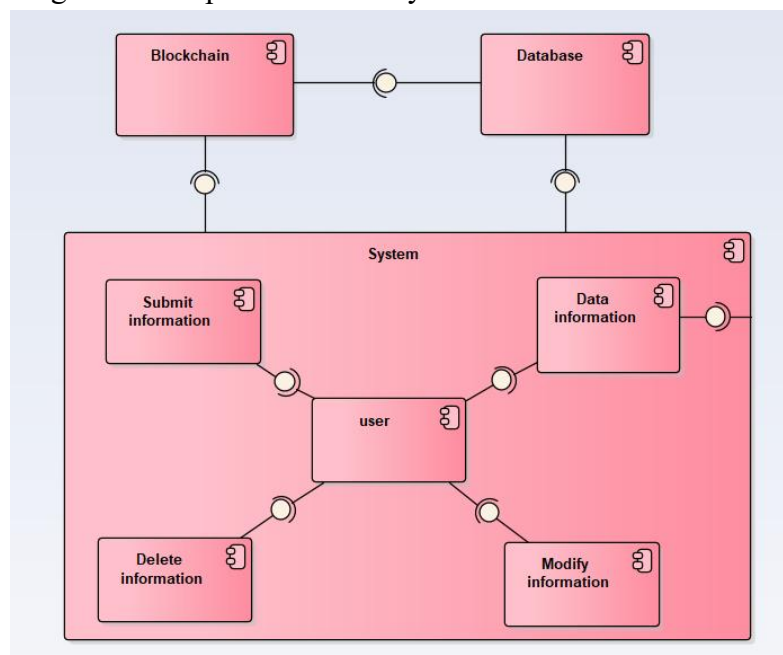 Blockchain
Database
System
Submit
information
Data
information
user
Delete
information
Modify
information